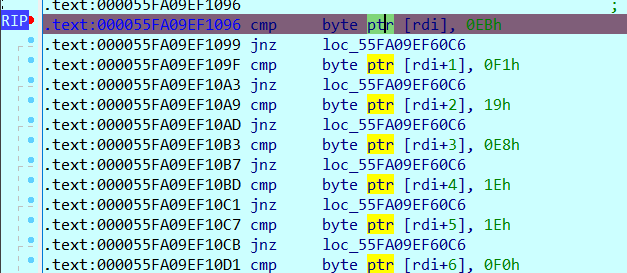 .text:000055FA09EF1096 ;
RIP .text:000055FA09EF1096 cmp byte ptr [rdi], 0EBh
.text:000055FA09EF1099 jnz loc_55FA09EF60C6
.text:000055FA09EF109F cmp byte ptr [rdi+1], 0F1h
.text:000055FA09EF10A3 jnz loc_55FA09EF60C6
.text:000055FA09EF10A9 cmp byte ptr [rdi+2], 19h
.text:000055FA09EF10AD jnz loc_55FA09EF60C6
.text:000055FA09EF10B3 cmp byte ptr [rdi+3], 0E8h
.text:000055FA09EF10B7 jnz loc_55FA09EF60C6
.text:000055FA09EF10BD cmp byte ptr [rdi+4], 1Eh
.text:000055FA09EF10C1 jnz loc_55FA09EF60C6
.text:000055FA09EF10C7 cmp byte ptr [rdi+5], 1Eh
.text:000055FA09EF10CB jnz loc_55FA09EF60C6
.text:000055FA09EF10D1 cmp byte ptr [rdi+6], 0F0h